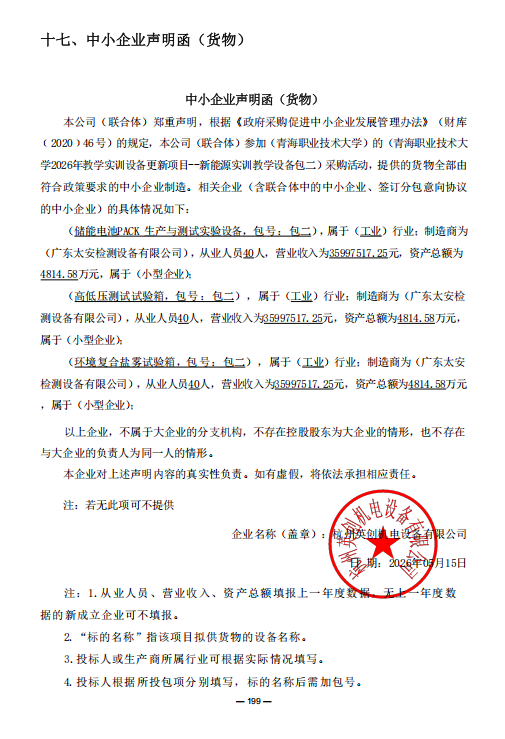 十七、中小企业声明函（货物）
中小企业声明函（货物）
本公司（联合体）郑重声明，根据《政府采购促进中小企业发展管理办法》（财库
﹝2020﹞46号）的规定，本公司（联合体）参加（青海职业技术大学）的（青海职业技术大
学2026年教学实训设备更新项目--新能源实训教学设备包二）采购活动，提供的货物全部由
符合政策要求的中小企业制造。相关企业（含联合体中的中小企业、签订分包意向协议
的中小企业）的具体情况如下：
（储能电池PACK 生产与测试实验设备，包号：包二），属于（工业）行业；制造商为
（广东太安检测设备有限公司），从业人员40人，营业收入为35997517.25元，资产总额为
4814.58万元，属于（小型企业）；
（高低压测试试验箱，包号：包二），属于（工业）行业；制造商为（广东太安检
测设备有限公司），从业人员40人，营业收入为35997517.25元，资产总额为4814.58万元，
属于（小型企业）；
（环境复合盐雾试验箱，包号：包二），属于（工业）行业；制造商为（广东太安
检测设备有限公司），从业人员40人，营业收入为35997517.25元，资产总额为4814.58万元
，属于（小型企业）；
以上企业，不属于大企业的分支机构，不存在控股股东为大企业的情形，也不存在
与大企业的负责人为同一人的情形。
本企业对上述声明内容的真实性负责。如有虚假，将依法承担相应责任。
注：若无此项可不提供
企业名称（盖章）：杭州英创机电设备有限公司
日 期：2026年05月15日
杭州英创机电设备有限公司
注：1.从业人员、营业收入、资产总额填报上一年度数据，无上一年度数
据的新成立企业可不填报。
2.“标的名称”指该项目拟供货物的设备名称。
3.投标人或生产商所属行业可根据实际情况填写。
4.投标人根据所投包项分别填写，标的名称后需加包号。
— 199 —